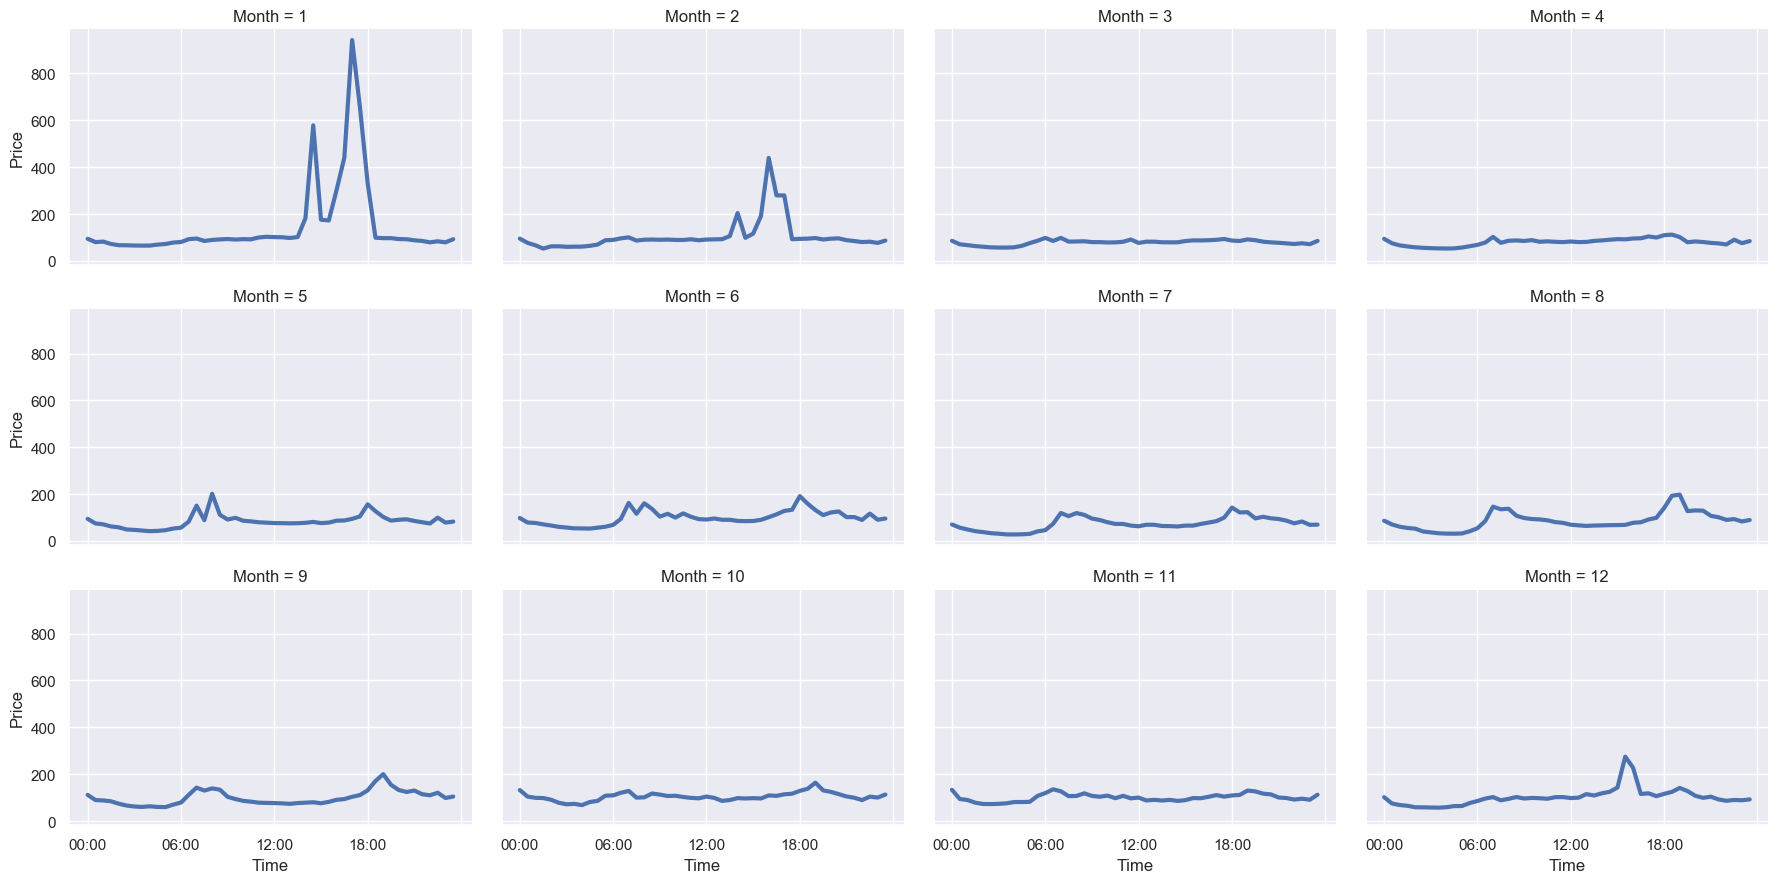 Month = 1
Month = 2
Month = 3
Month = 4
Price
800
600
400
200
0
Month = 5
Month = 6
Month = 7
Month = 8
Price
800
600
400
200
0
Month = 9
Month = 10
Month = 11
Month = 12
Price
800
600
400
200
0
00:00 06:00 12:00 18:00
00:00 06:00 12:00 18:00
00:00 06:00 12:00 18:00
00:00 06:00 12:00 18:00
Time
Time
Time
Time